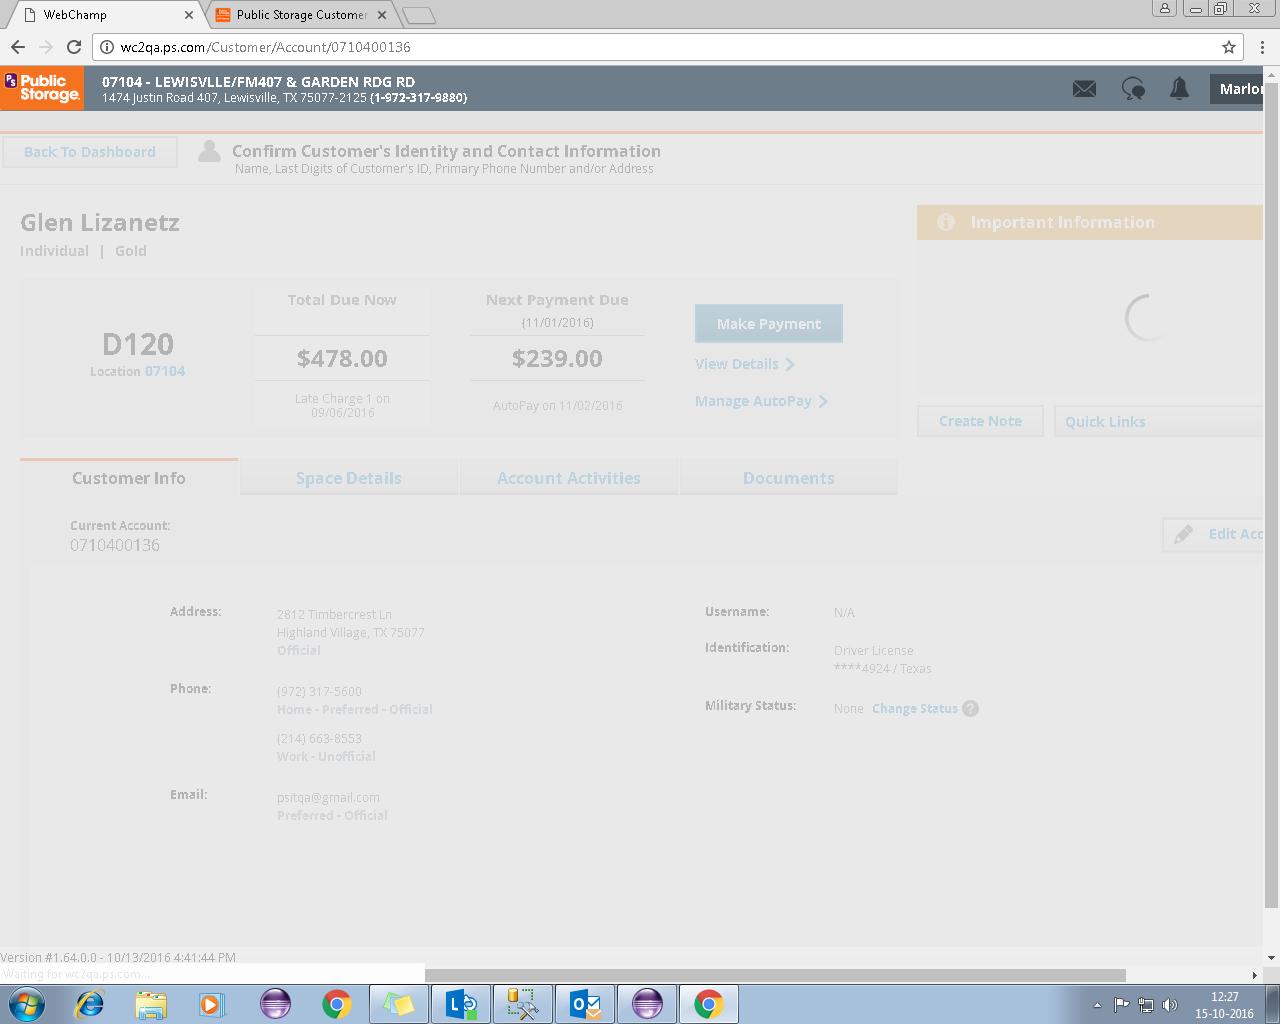 WebChamp
Public Storage Customer
wc2qa.ps.com/Customer/Account/0710400136
PS Public Storage.
07104 - LEWISVLLE/FM407 & GARDEN RDG RD
1474 Justin Road 407, Lewisville, TX 75077-2125 (1-972-317-9880)
Marlo
Back To Dashboard
Confirm Customer's Identity and Contact Information
Name, Last Digits of Customer's ID, Primary Phone Number and/or Address
Glen Lizanetz
Individual | Gold
Important Information
D120
Location 07104
Total Due Now
$478.00
Late Charge 1 on
09/06/2016
Next Payment Due
(11/01/2016)
$239.00
AutoPay on 11/02/2016
Make Payment
View Details
Manage AutoPay
Create Note
Quick Links
Customer Info
Space Details
Account Activities
Documents
Current Account:
0710400136
Edit Acc
Address:
2812 Timbercrest Ln
Highland Village, TX 75077
Official
Phone:
(972) 317-5600
Home - Preferred - Official
(214) 663-8553
Work - Unofficial
Email:
psitqa@gmail.com
Preferred - Official
Username:
N/A
Identification:
Driver License
****4924 / Texas
Military Status:
None Change Status ?
Version #1.64.0.0 - 10/13/2016 4:41:44 PM
Waiting for wc2qa.ps.com...
12:27
15-10-2016